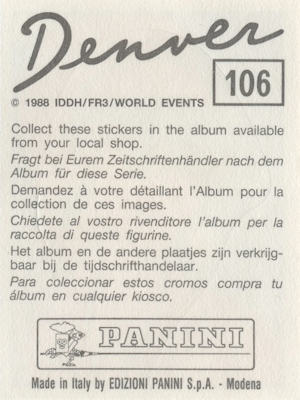 Denver
106
© 1988 IDDH/FR3/WORLD EVENTS
Collect these stickers in the album available
from your local shop.
Fragt bei Eurem Zeitschriftenhändler nach dem
Album für diese Serie.
Demandez à votre détaillant l'Album pour la
collection de ces images.
Chiedete al vostro rivenditore l'album per la
raccolta di queste figurine.
Het album en de andere plaatjes zijn verkrijg-
baar bij de tijdschrifthandelaar.
Para coleccionar estos cromos compra tu
álbum en cualquier kiosco.
PANINI
Made in Italy by EDIZIONI PANINI S.p.A. - Modena